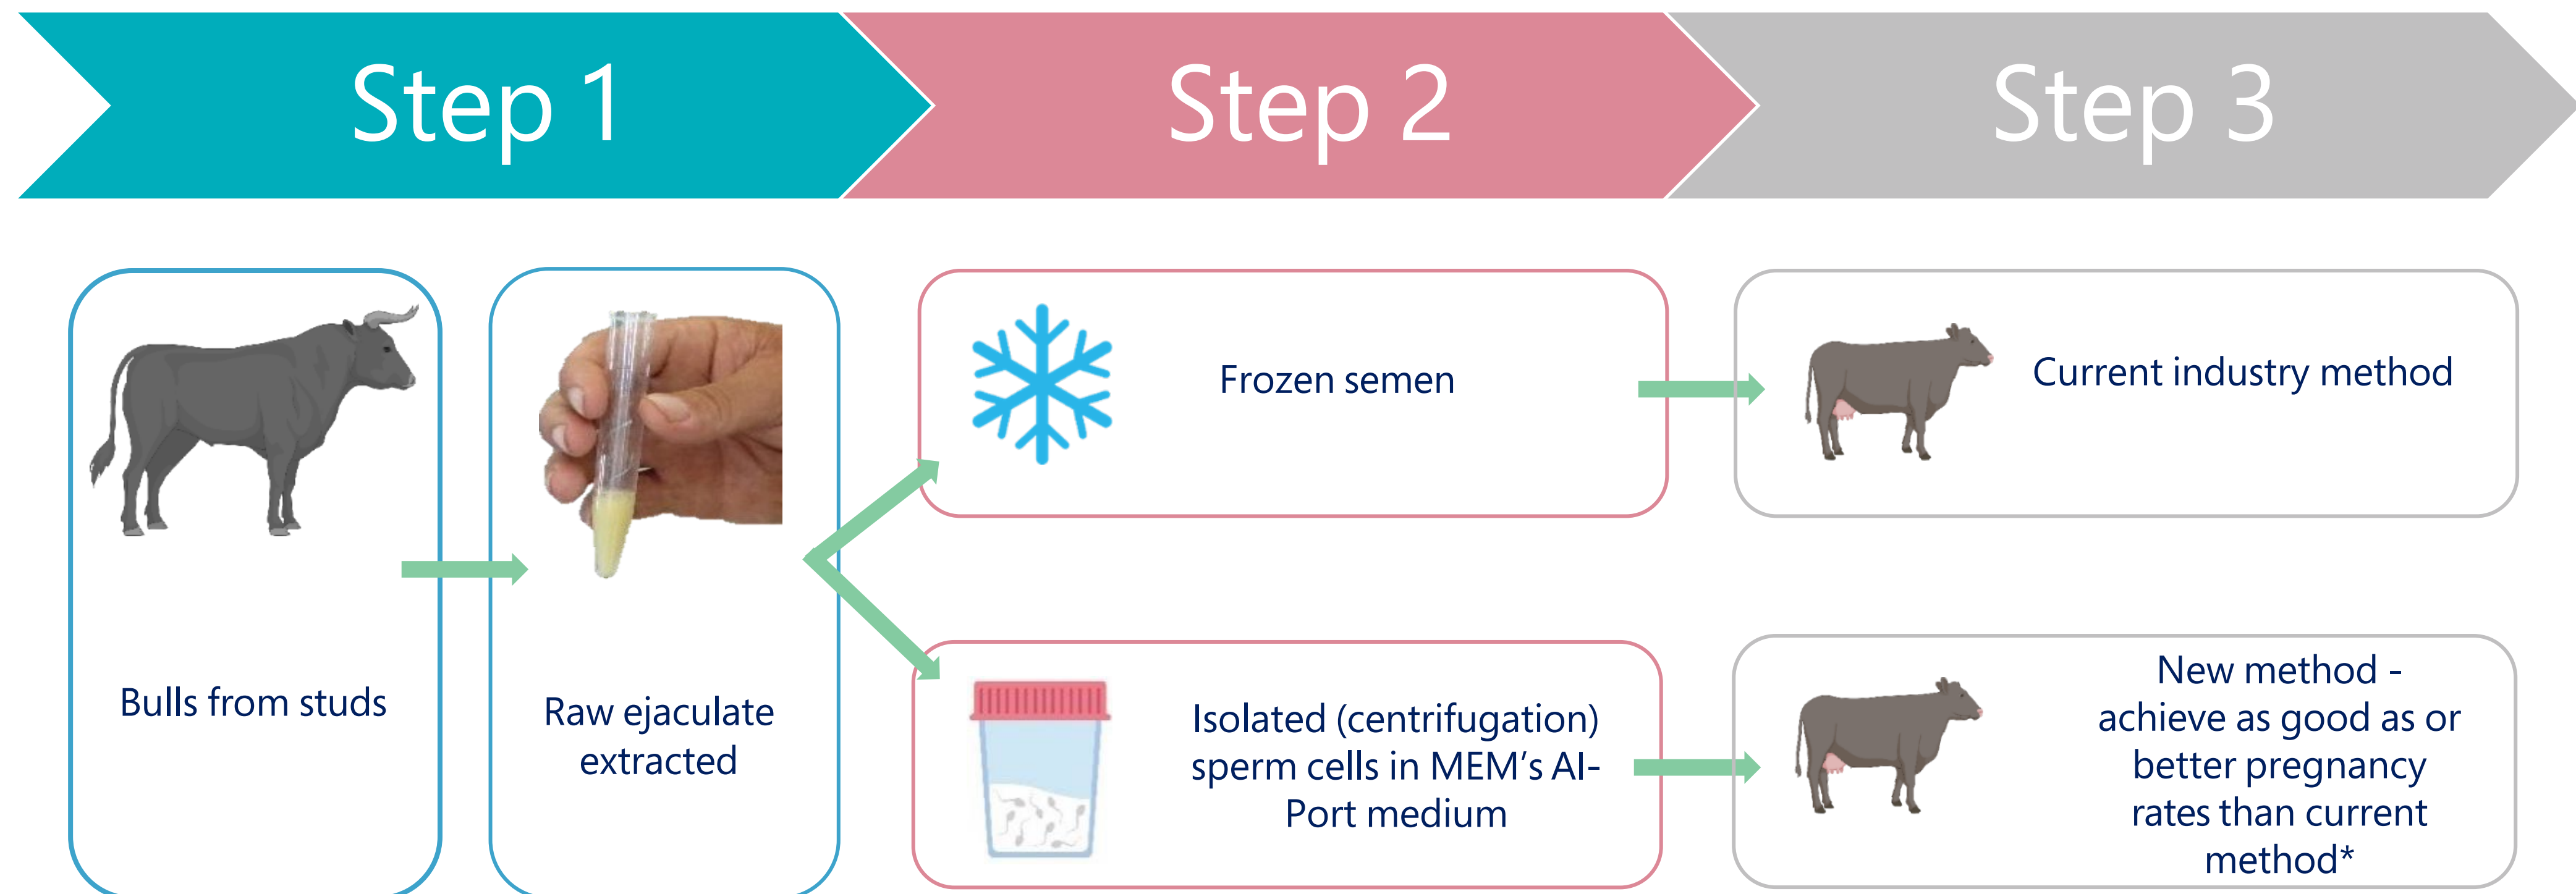 Step 1
Step 2
Step 3
Bulls from studs
Raw ejaculate
extracted
Frozen semen
Current industry method
Isolated (centrifugation)
sperm cells in MEM’s AI-
Port medium
New method -
achieve as good as or
better pregnancy
rates than current
method*